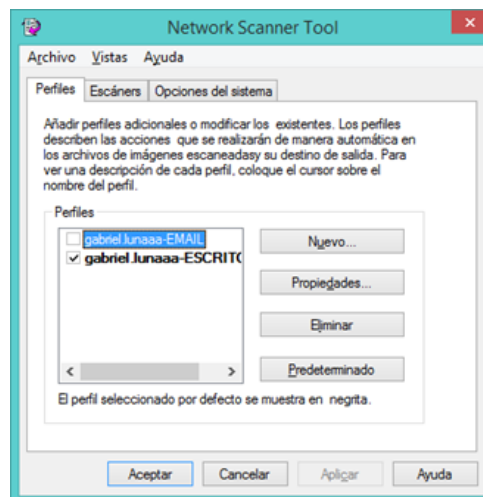 Network Scanner Tool
Archivo Vistas Ayuda
Perfiles Escáners Opciones del sistema
Añadir perfiles adicionales o modificar los existentes. Los perfiles
describen las acciones que se realizarán de manera automática en
los archivos de imágenes escaneadasy su destino de salida. Para
ver una descripción de cada perfil, coloque el cursor sobre el
nombre del perfil.
Perfiles
gabriel.lunaaa-EMAIL
gabriel.lunaaa-ESCRITO
Nuevo...
Propiedades...
Eliminar
Predeterminado
El perfil seleccionado por defecto se muestra en negrita.
Aceptar Cancelar Aplicar Ayuda